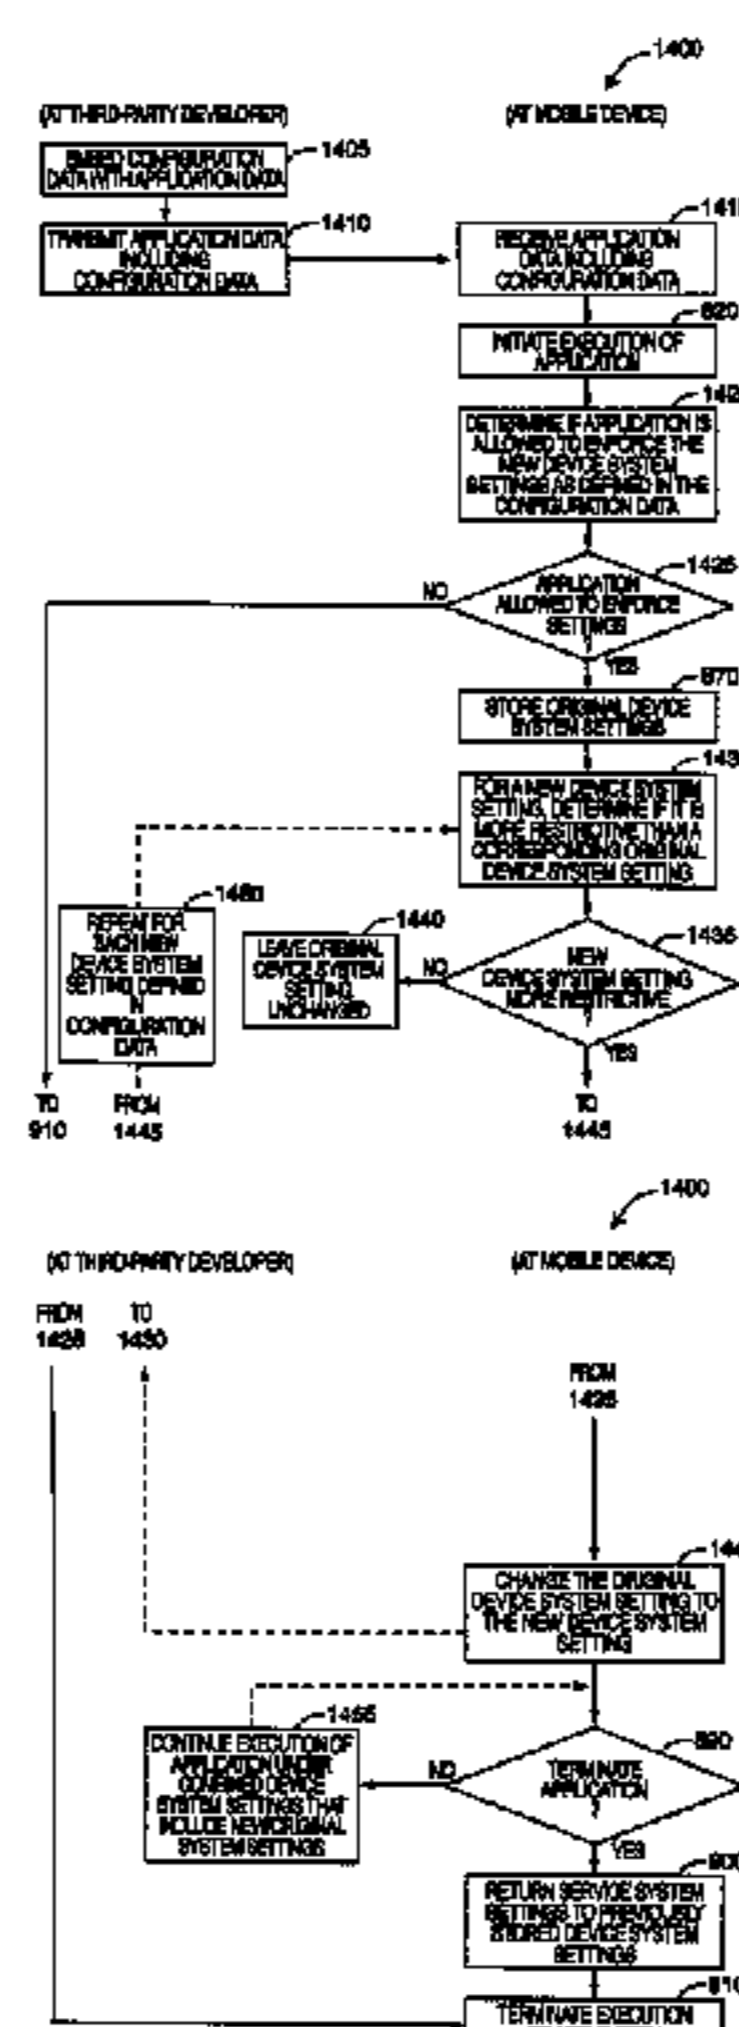 1400
(AT THIRD-PARTY DEVELOPER)
(AT MOBILE DEVICE)
1405
EMBED CONFIGURATION
DATA WITH APPLICATION DATA
1410
TRANSMIT APPLICATION DATA
INCLUDING
CONFIGURATION DATA
141
RECEIVE APPLICATION
DATA INCLUDING
CONFIGURATION DATA
820
INITIATE EXECUTION OF
APPLICATION
142
DETERMINE IF APPLICATION IS
ALLOWED TO ENFORCE THE
NEW DEVICE SYSTEM
SETTINGS AS DEFINED IN THE
CONFIGURATION DATA
1425
APPLICATION
ALLOWED TO ENFORCE
SETTINGS
?
NO
YES
870
STORE ORIGINAL DEVICE
SYSTEM SETTINGS
143
FOR A NEW DEVICE SYSTEM
SETTING, DETERMINE IF IT IS
MORE RESTRICTIVE THAN A
CORRESPONDING ORIGINAL
DEVICE SYSTEM SETTING
1450
REPEAT FOR
EACH NEW
DEVICE SYSTEM
SETTING DEFINED
IN
CONFIGURATION
DATA
1440
LEAVE ORIGINAL
DEVICE SYSTEM
SETTING
UNCHANGED
NO
1435
NEW
DEVICE SYSTEM SETTING
MORE RESTRICTIVE
?
YES
TO
910
FROM
1445
TO
1445
1400
(AT THIRD-PARTY DEVELOPER)
(AT MOBILE DEVICE)
FROM
1425
TO
1430
FROM
1435
144
CHANGE THE ORIGINAL
DEVICE SYSTEM SETTING TO
THE NEW DEVICE SYSTEM
SETTING
1455
CONTINUE EXECUTION OF
APPLICATION UNDER
COMBINED DEVICE
SYSTEM SETTINGS THAT
INCLUDE NEW/ORIGINAL
SYSTEM SETTINGS
NO
890
TERMINATE
APPLICATION
?
YES
900
RETURN SERVICE SYSTEM
SETTINGS TO PREVIOUSLY
STORED DEVICE SYSTEM
SETTINGS
910
TERMINATE EXECUTION